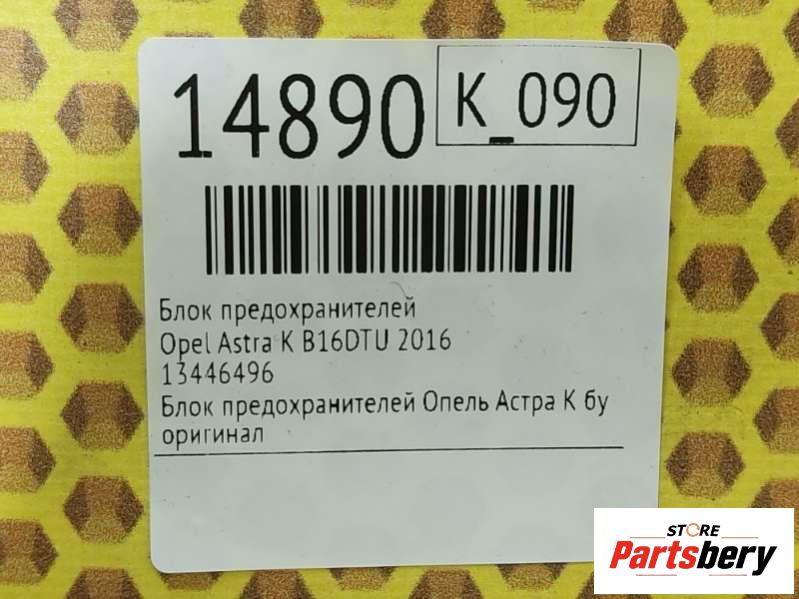 14890
K_090
Блок предохранителей
Opel Astra K B16DTU 2016
13446496
Блок предохранителей Опель Астра К бу
оригинал
STORE
Partsbery